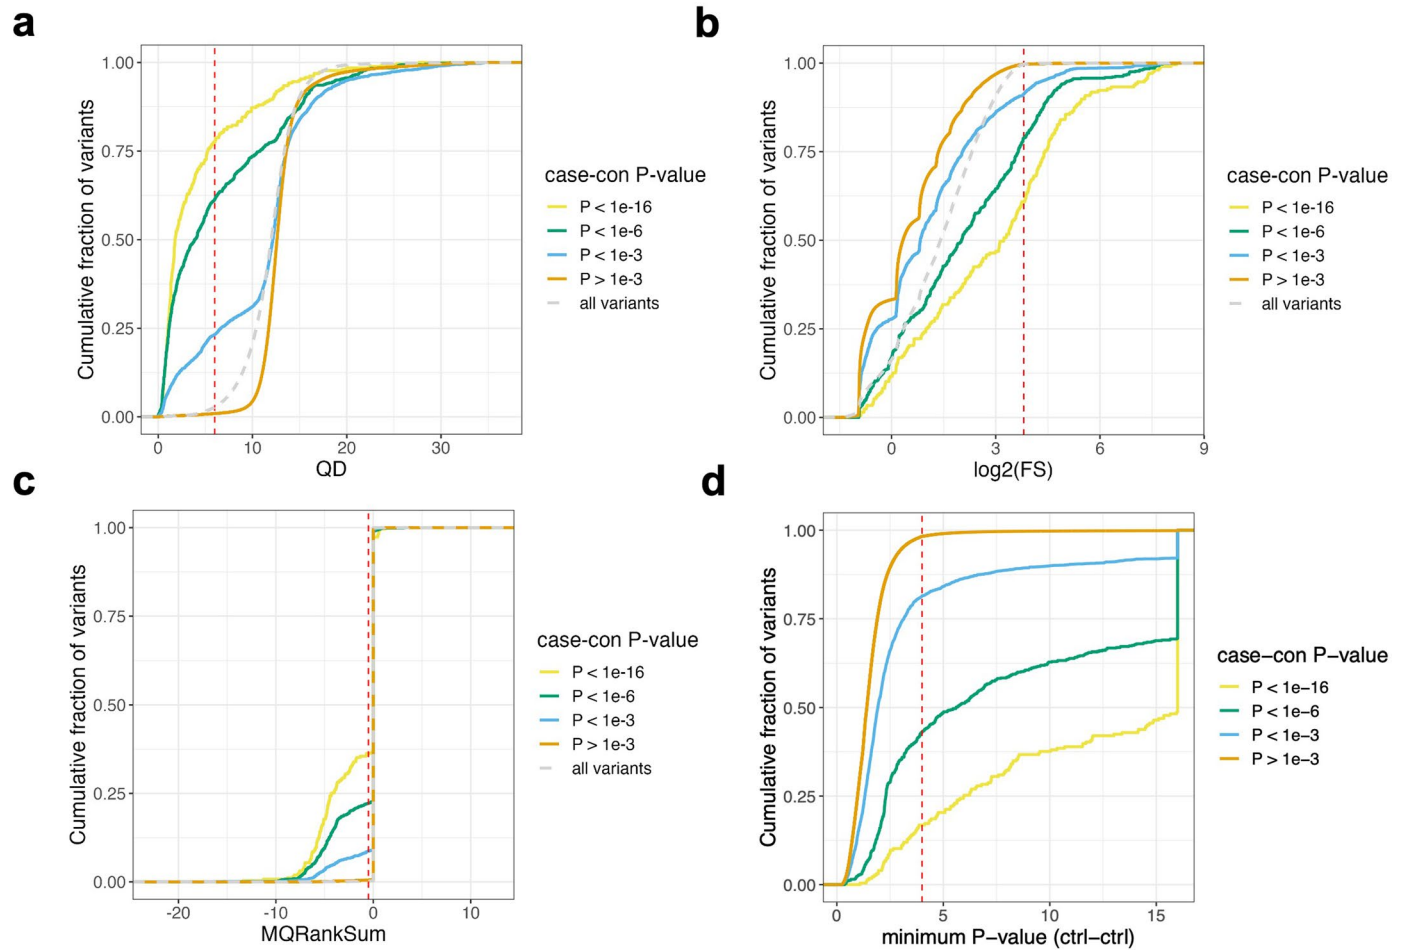 a
Cumulative fraction of variants
1.00
0.75
0.50
0.25
0.00
0
10
20
30
QD
case-con P-value
P < 1e-16
P < 1e-6
P < 1e-3
P > 1e-3
all variants
b
Cumulative fraction of variants
1.00
0.75
0.50
0.25
0.00
0
3
6
9
log2(FS)
case-con P-value
P < 1e-16
P < 1e-6
P < 1e-3
P > 1e-3
all variants
c
Cumulative fraction of variants
1.00
0.75
0.50
0.25
0.00
-20
-10
0
10
MQRankSum
case-con P-value
P < 1e-16
P < 1e-6
P < 1e-3
P > 1e-3
all variants
d
Cumulative fraction of variants
1.00
0.75
0.50
0.25
0.00
0
5
10
15
minimum P−value (ctrl−ctrl)
case−con P−value
P < 1e−16
P < 1e−6
P < 1e−3
P > 1e−3